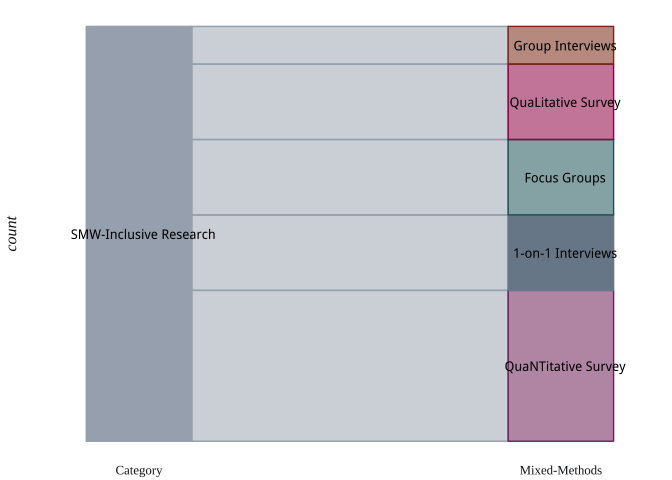 Group Interviews
QuaLitative Survey
Focus Groups
count
SMW-Inclusive Research
1-on-1 Interviews
QuaNTitative Survey
Category
Mixed-Methods